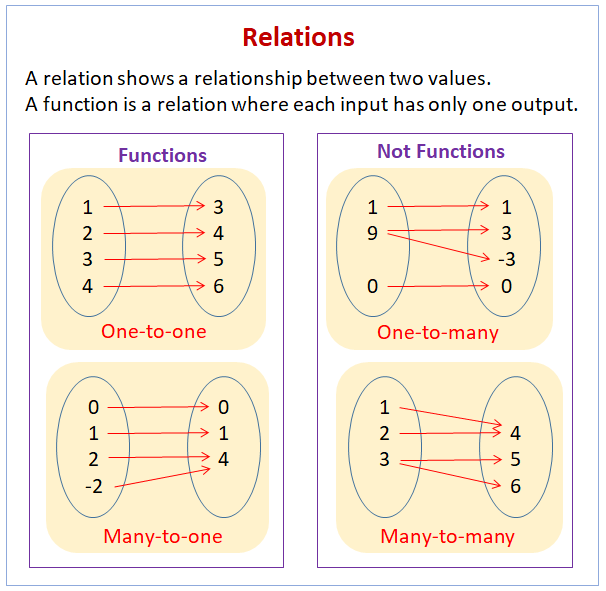 Relations
A relation shows a relationship between two values.
A function is a relation where each input has only one output.
Functions
1 3
2 4
3 5
4 6
One-to-one
0 0
1 1
2 4
-2
Many-to-one
Not Functions
1 1
9 3
-3
0 0
One-to-many
1
2 4
3 5
6
Many-to-many